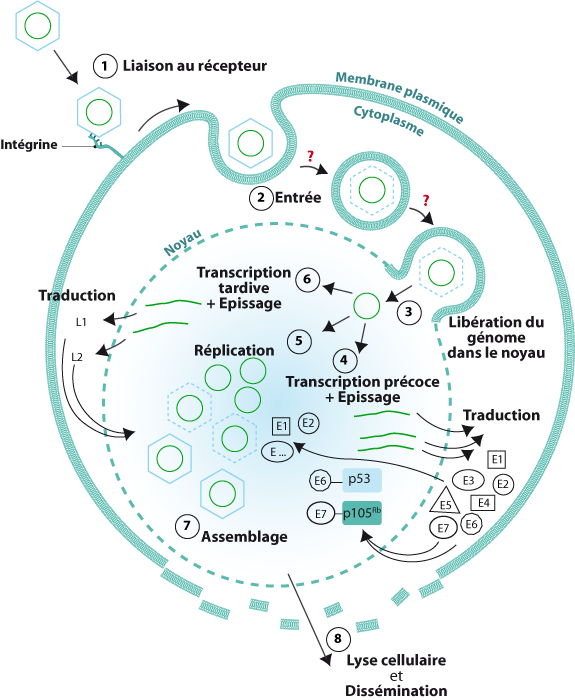 1 Liaison au récepteur
Membrane plasmique
Cytoplasme
Intégrine
?
2 Entrée
?
Noyau
Transcription
tardive
+ Epissage
6
3
Libération du
génome
dans le noyau
Traduction
L1
L2
5
4
Réplication
Transcription précoce
+ Epissage
Traduction
E1
E2
E ...
E6
p53
E7
p105Rb
E1
E3
E2
E5
E4
E7
E6
7 Assemblage
8
Lyse cellulaire
et
Dissémination